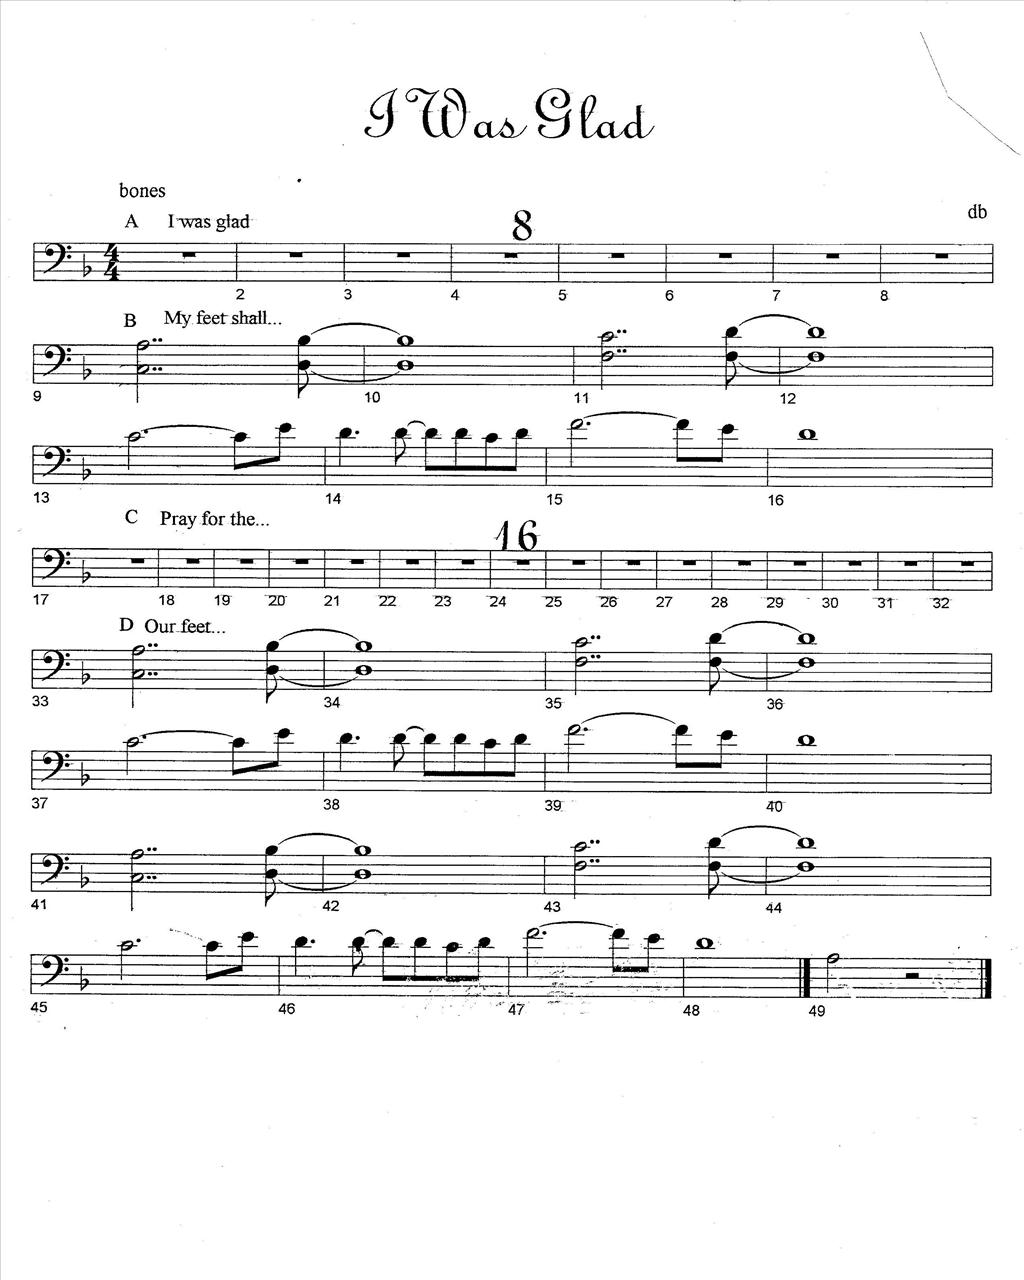 I Was Glad
bones
A I was glad 8 db
4
4
2 3 4 5 6 7 8
B My feet shall...
9 10 11 12
13 14 15 16
C Pray for the... 16
17 18 19 20 21 22 23 24 25 26 27 28 29 30 31 32
D Our feet...
33 34 35 36
37 38 39 40
41 42 43 44
45 46 47 48 49